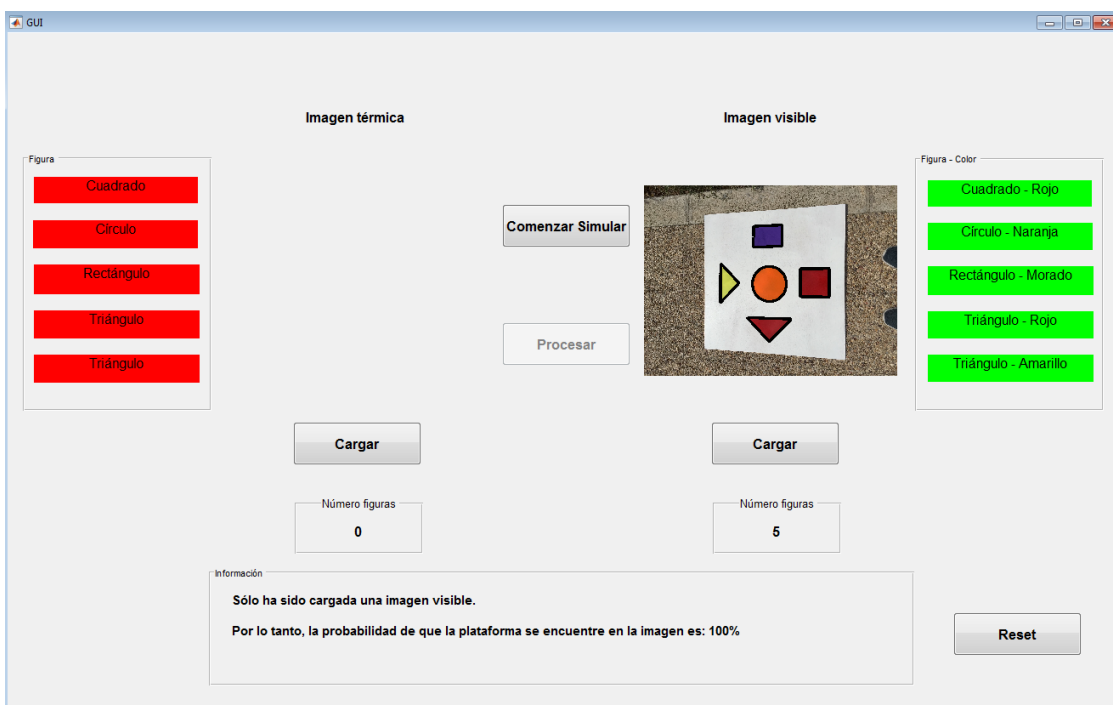 GUI
Imagen térmica
Imagen visible
Figura
Cuadrado
Círculo
Rectángulo
Triángulo
Triángulo
Comenzar Simular
Procesar
Figura - Color
Cuadrado - Rojo
Círculo - Naranja
Rectángulo - Morado
Triángulo - Rojo
Triángulo - Amarillo
Cargar
Cargar
Número figuras
0
Número figuras
5
Información
Sólo ha sido cargada una imagen visible.
Por lo tanto, la probabilidad de que la plataforma se encuentre en la imagen es: 100%
Reset